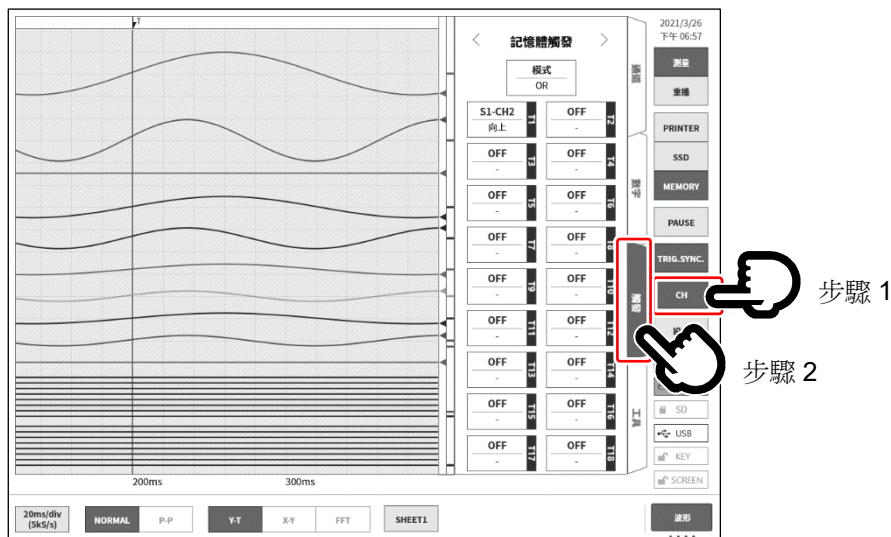 T
記憶體觸發
模式
OR
S1-CH2
向上
T1
OFF
-
T2
OFF
-
T3
OFF
-
T4
OFF
-
T5
OFF
-
T6
OFF
-
T7
OFF
-
T8
OFF
-
T9
OFF
-
T10
OFF
-
T11
OFF
-
T12
OFF
-
T13
OFF
-
T14
OFF
-
T15
OFF
-
T16
OFF
-
T17
OFF
-
T18
通道
數字
觸發
工具
2021/3/26
下午 06:57
測量
重播
PRINTER
SSD
MEMORY
PAUSE
TRIG.SYNC.
CH
SD
USB
KEY
SCREEN
步驟 1
步驟 2
200ms
300ms
20ms/div
(5kS/s)
NORMAL
P-P
Y-T
X-Y
FFT
SHEET1
波形